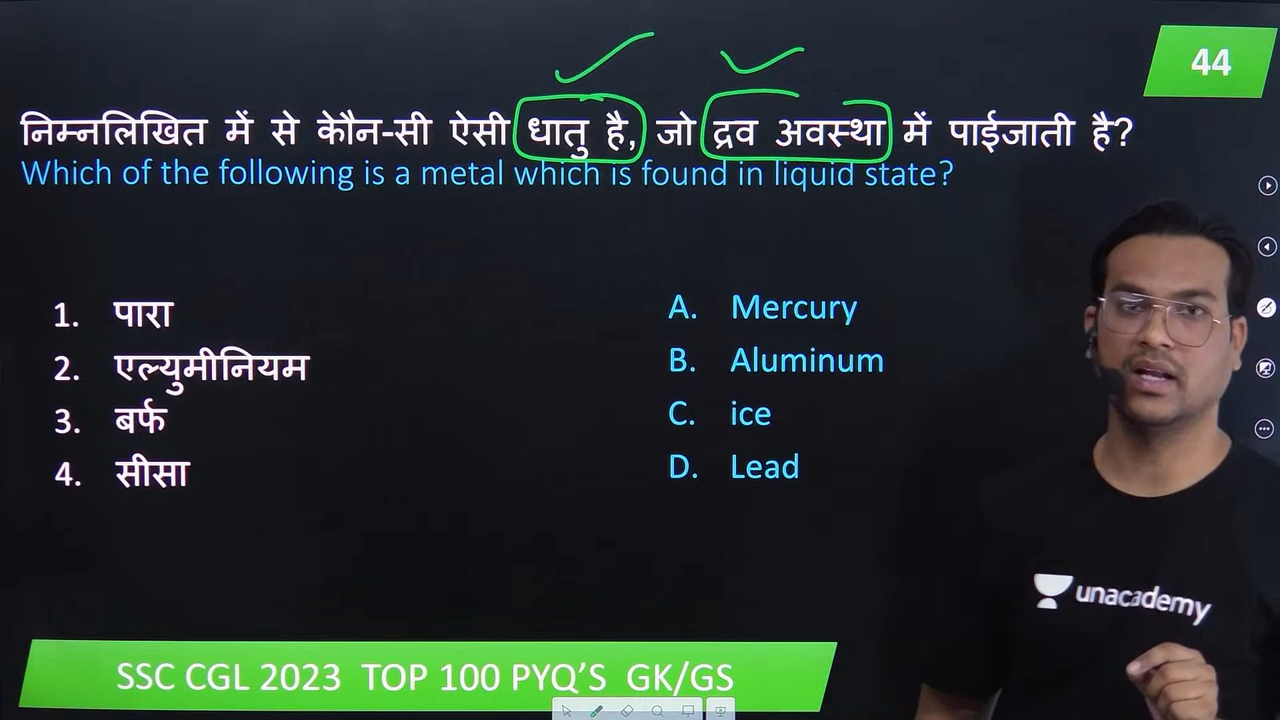 44
निम्नलिखित में से केौन-सी ऐसी धातु है, जो द्रव अवस्था में पाईजाती है?
Which of the following is a metal which is found in liquid state?
1. पारा
2. एल्युमीनियम
3. बर्फ
4. सीसा
A. Mercury
B. Aluminum
C. ice
D. Lead
unacademy
SSC CGL 2023 TOP 100 PYQ'S GK/GS